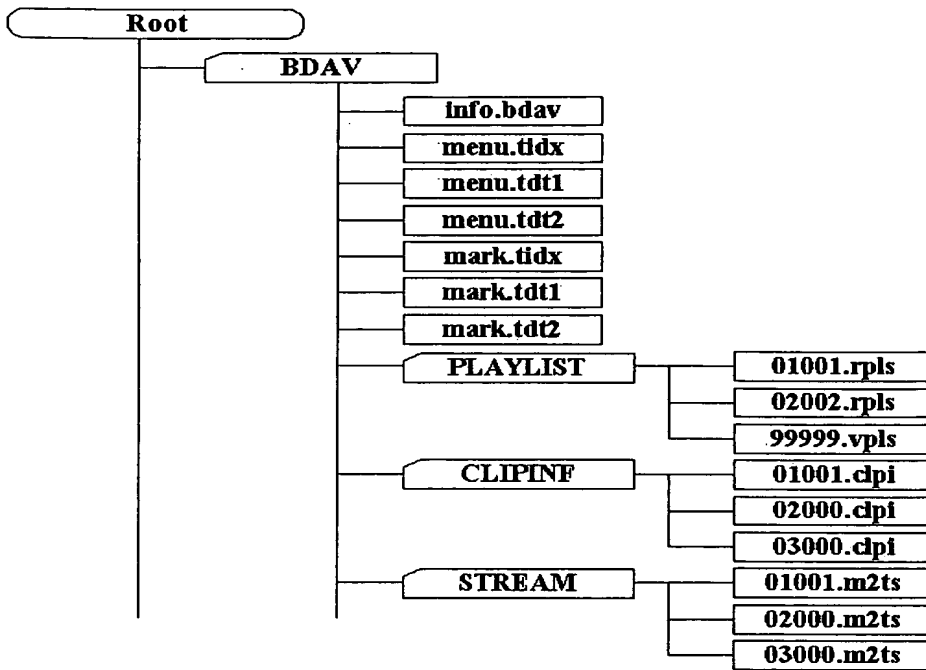 Root
BDAV
info.bdav
menu.tidx
menu.tdt1
menu.tdt2
mark.tidx
mark.tdt1
mark.tdt2
PLAYLIST
01001.rpls
02002.rpls
99999.vpls
CLIPINF
01001.clpi
02000.clpi
03000.clpi
STREAM
01001.m2ts
02000.m2ts
03000.m2ts